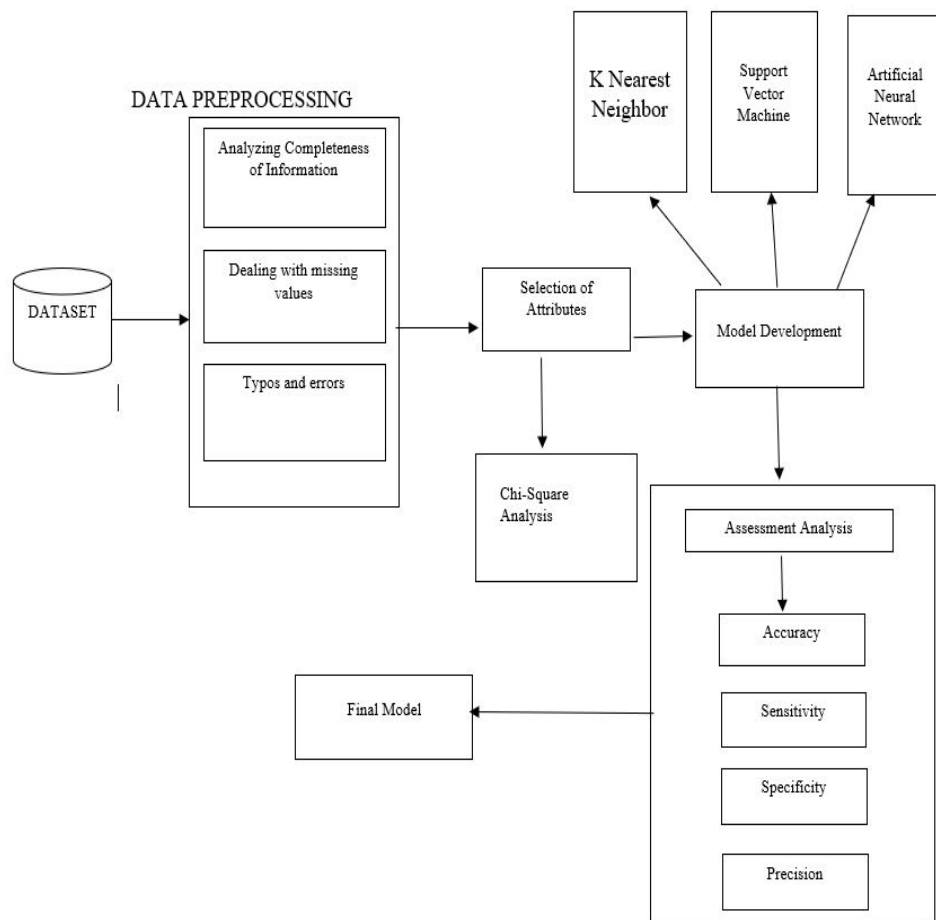 DATA PREPROCESSING
Analyzing Completeness
of Information
Dealing with missing
values
Typos and errors
DATASET
Selection of
Attributes
Chi-Square
Analysis
K Nearest
Neighbor
Support
Vector
Machine
Artificial
Neural
Network
Model Development
Assessment Analysis
Accuracy
Sensitivity
Specificity
Precision
Final Model